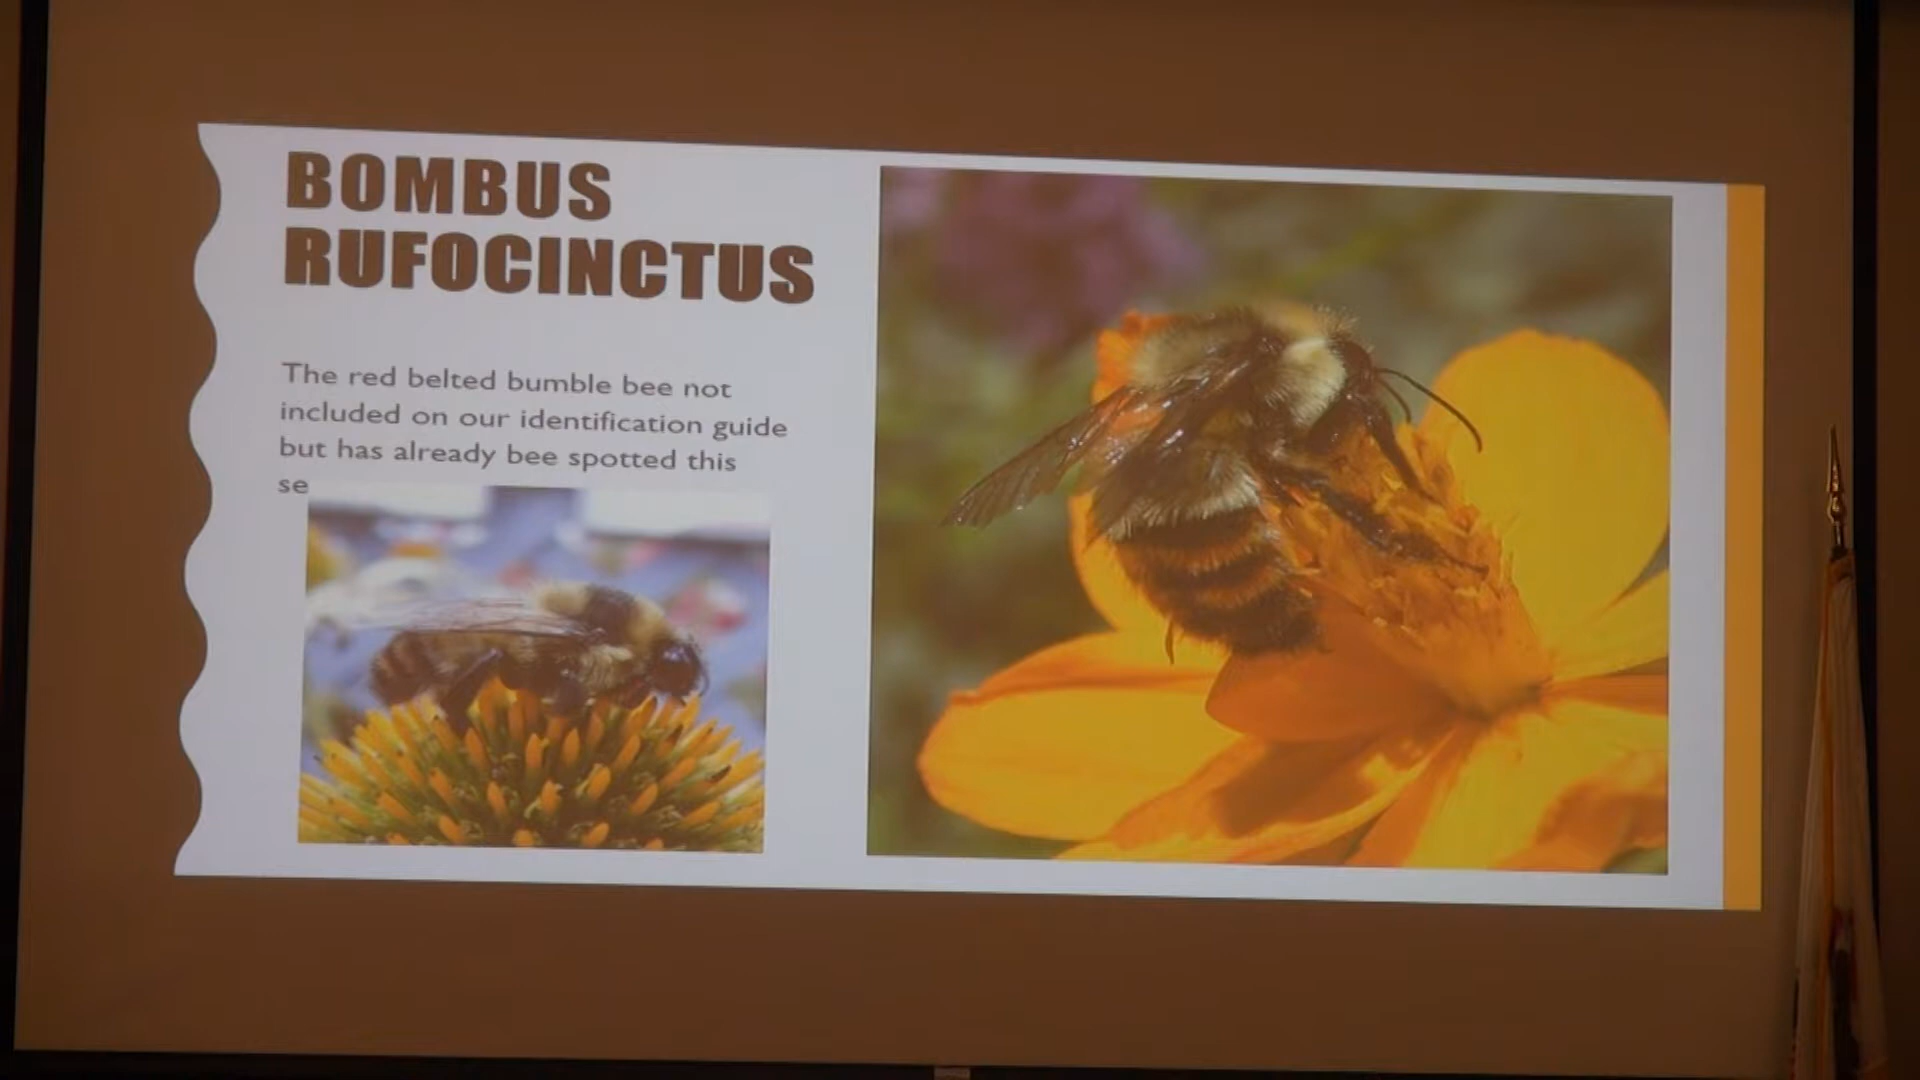 BOMBUS
RUFOCINCTUS
The red belted bumble bee not
included on our identification guide
but has already bee spotted this
se